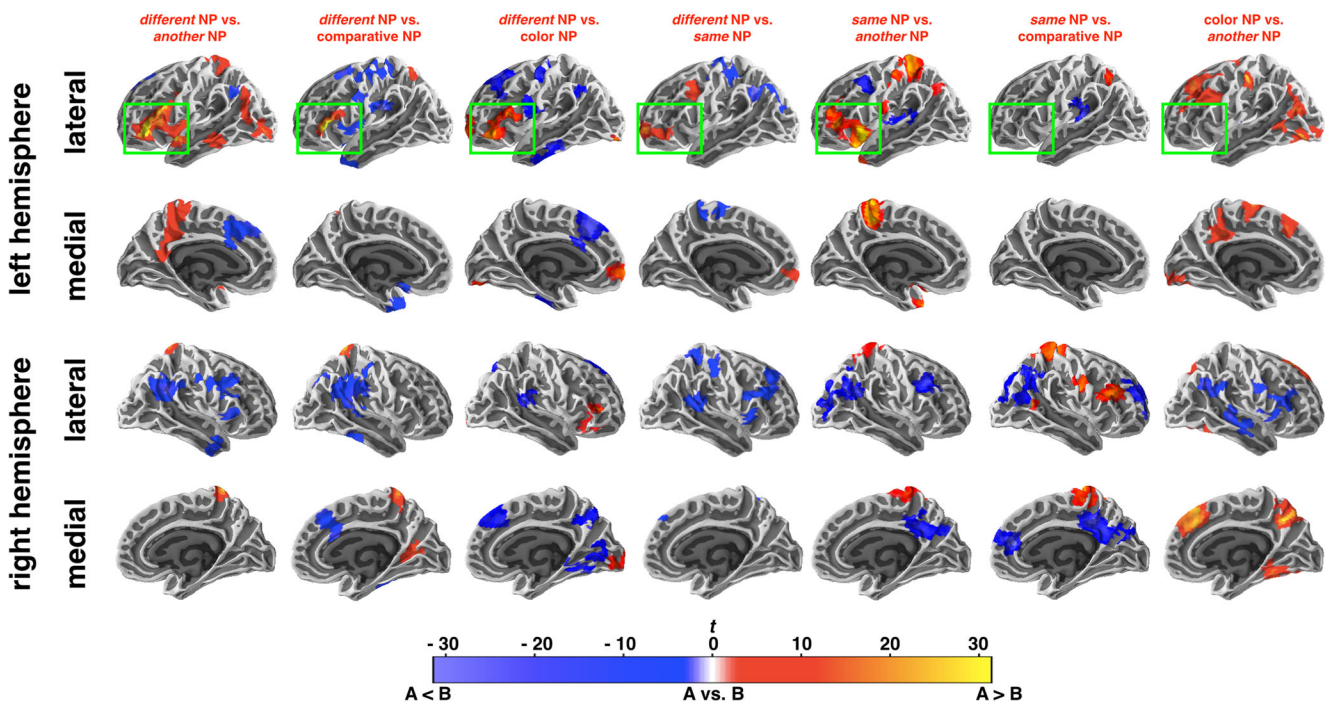 different NP vs.
another NP
different NP vs.
comparative NP
different NP vs.
color NP
different NP vs.
same NP
same NP vs.
another NP
same NP vs.
comparative NP
color NP vs.
another NP
left hemisphere
lateral
medial
right hemisphere
lateral
medial
t
- 30 - 20 - 10 0 10 20 30
A < B A vs. B A > B